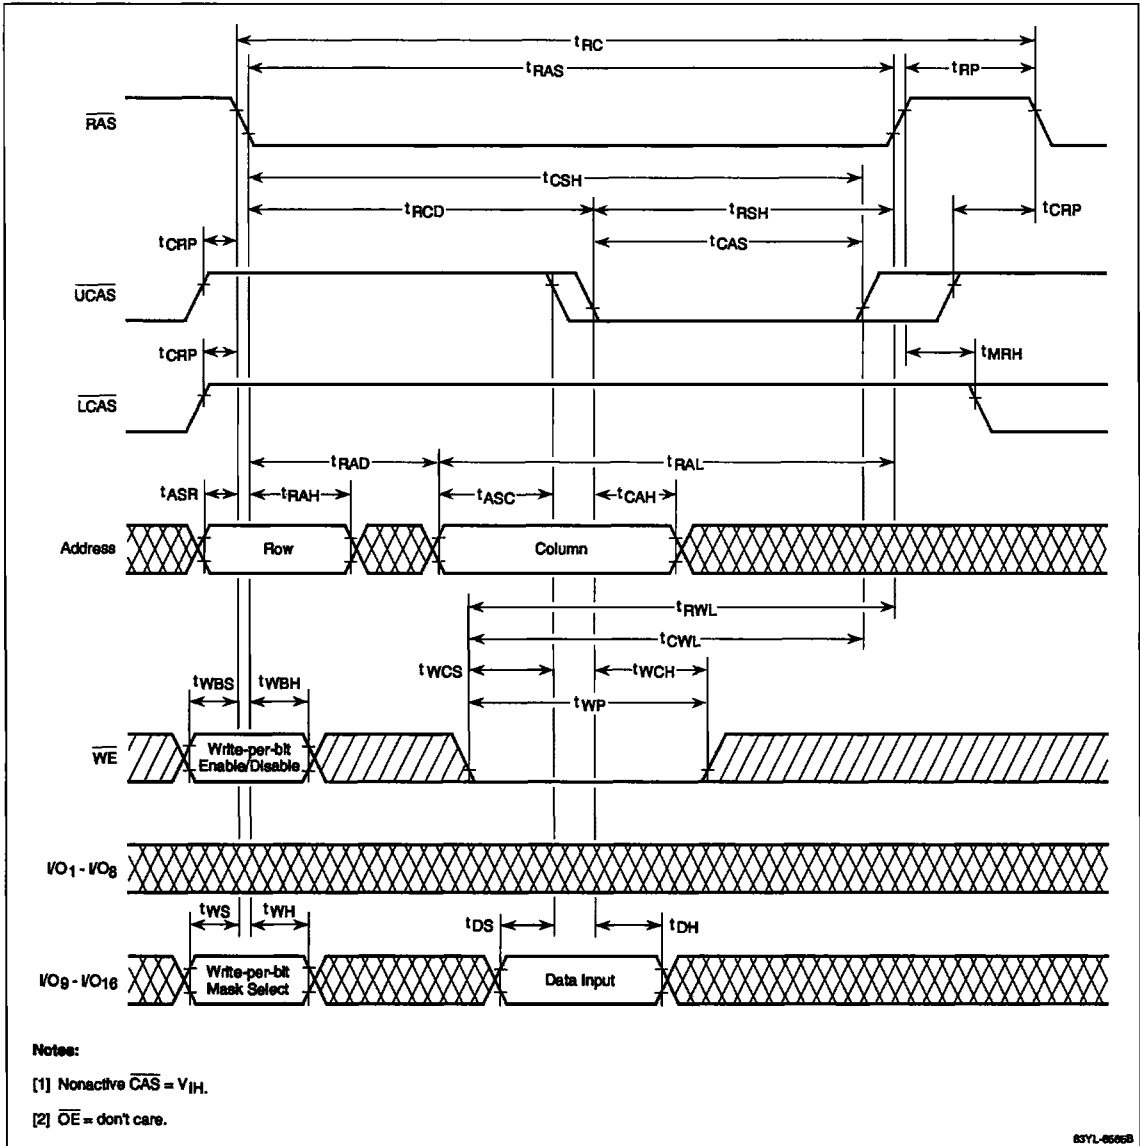 tRC
tRAS
tRP
RAS
tCSH
tRCD
tRSH
tCRP
tCRP
tCAS
UCAS
tCRP
tMRH
LCAS
tRAD
tRAL
tASR
tRAH
tASC
tCAH
Address
Row
Column
tRWL
tCWL
tWCS
tWCH
tWBS
tWBH
tWP
WE
Write-per-bit
Enable/Disable
I/O1 - I/O8
tWS
tWH
tDS
tDH
I/O9 - I/O16
Write-per-bit
Mask Select
Data Input
Notes:
[1] Nonactive CAS = VIH.
[2] OE = don't care.